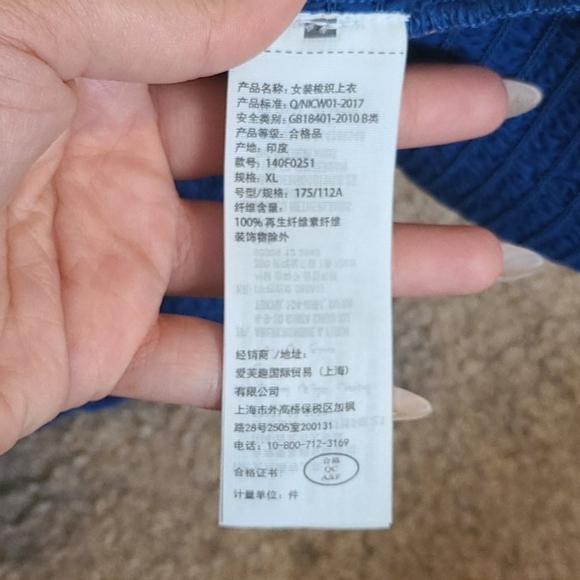 产品名称：女装梭织上衣
产品标准：Q/NICW01-2017
安全类别：GB18401-2010 B类
产品等级：合格品
产地：印度
款号：140F0251
规格：XL
号型/规格：175/112A
纤维含量：
100% 再生纤维素纤维
装饰物除外
经销商 /地址：
爱芙趣国际贸易（上海）
有限公司
上海市外高桥保税区加枫
路28号2505室200131
电话：10-800-712-3169
合格证书：
合格
QC
A&F
计量单位：件